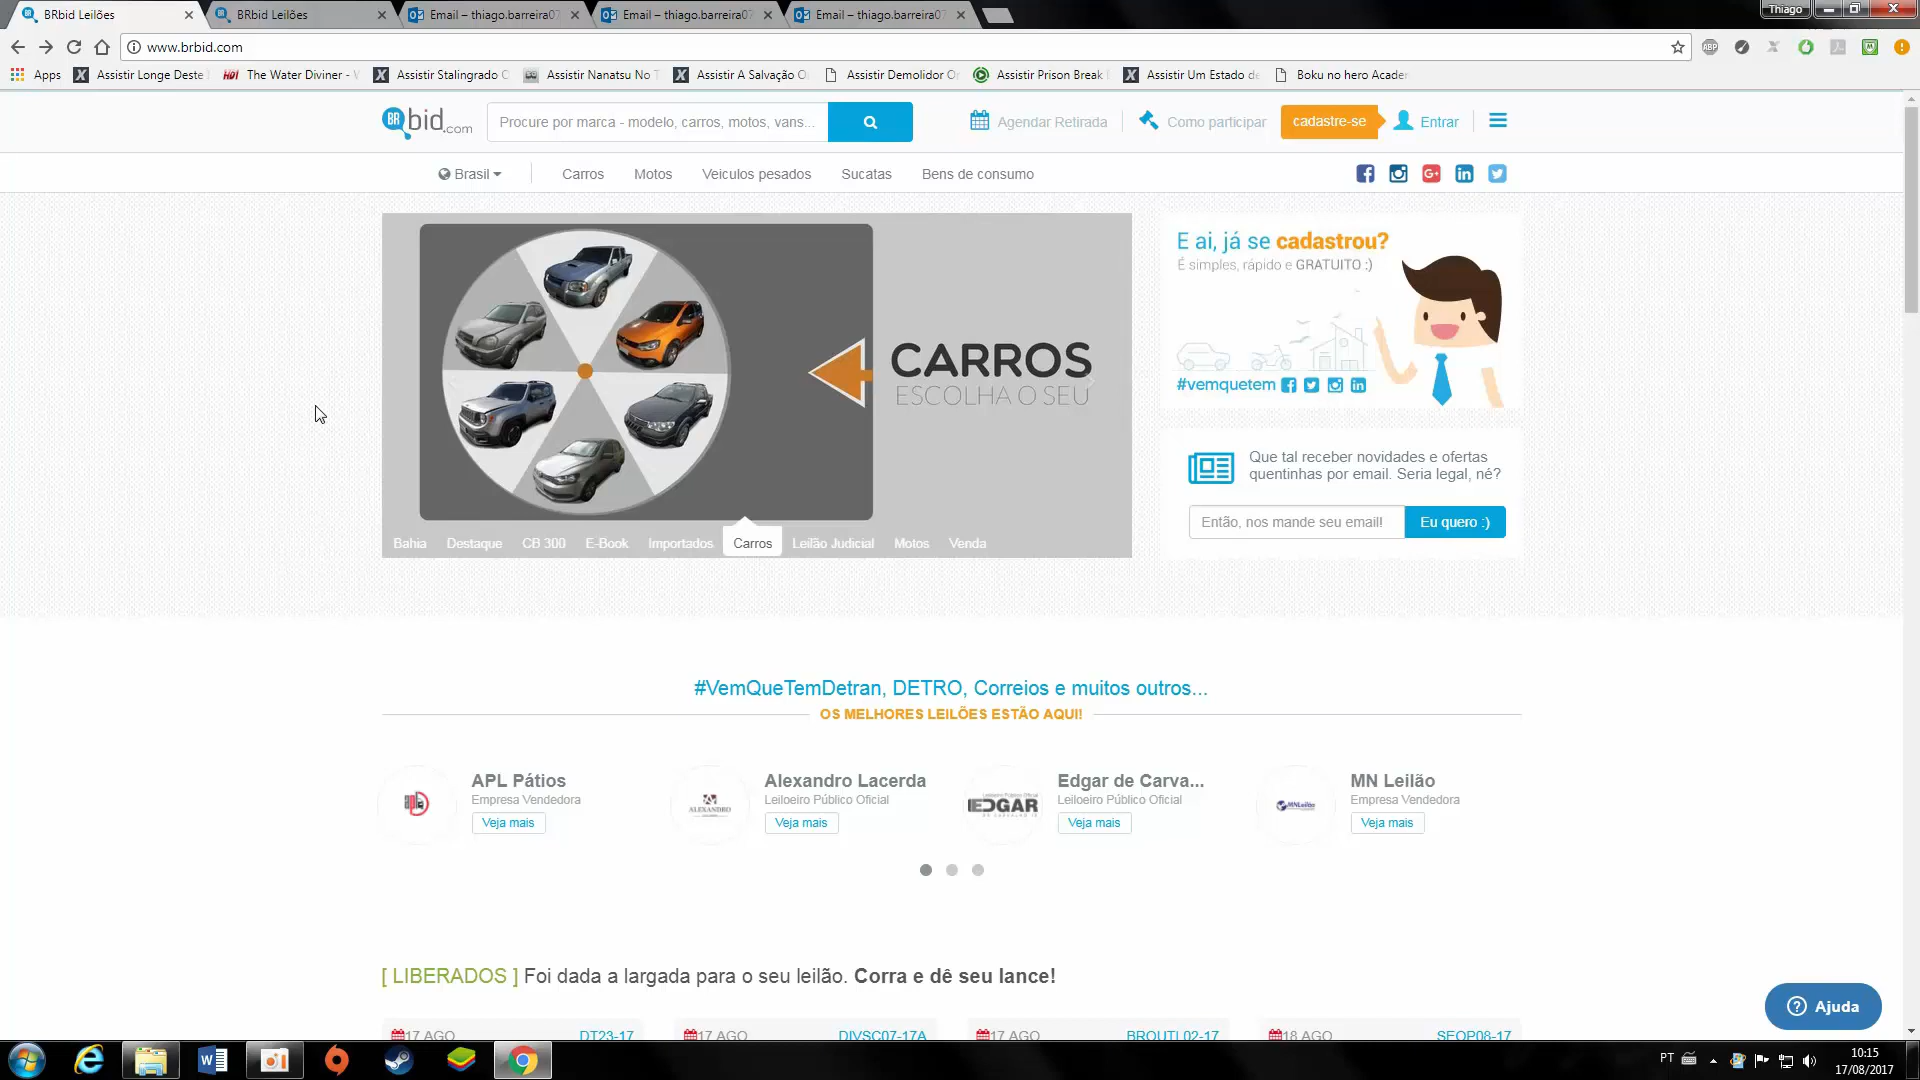 BRbid Leilões
BRbid Leilões
Email – thiago.barreira07
Email – thiago.barreira07
Email – thiago.barreira07
Thiago
www.brbid.com
Apps
Assistir Longe Deste
HD!
The Water Diviner -
Assistir Stalingrado
Assistir Nanatsu No T
Assistir A Salvação
Assistir Demolidor On
Assistir Prison Break
Assistir Um Estado de
Boku no hero Acade
ABP
BRbid.com
Procure por marca - modelo, carros, motos, vans...
Agendar Retirada
Como participar
cadastre-se
Entrar
Brasil
Carros
Motos
Veiculos pesados
Sucatas
Bens de consumo
CARROS
ESCOLHA O SEU
Bahia
Destaque
CB 300
E-Book
Importados
Carros
Leilão Judicial
Motos
Venda
E ai, já se cadastrou?
É simples, rápido e GRATUITO :)
#vemquetem
Que tal receber novidades e ofertas
quentinhas por email. Seria legal, né?
Então, nos mande seu email!
Eu quero :)
#VemQueTemDetran, DETRO, Correios e muitos outros...
OS MELHORES LEILÕES ESTÃO AQUI!
APL Pátios
Empresa Vendedora
Veja mais
ALEXANDRO
Alexandro Lacerda
Leiloeiro Público Oficial
Veja mais
EDGAR
Edgar de Carva...
Leiloeiro Público Oficial
Veja mais
MNLeilão
MN Leilão
Empresa Vendedora
Veja mais
[ LIBERADOS ] Foi dada a largada para o seu leilão. Corra e dê seu lance!
17 AGO
DT23-17
17 AGO
DIVSC07-17A
17 AGO
BROUTL02-17
18 AGO
SEOP08-17
Ajuda
PT
10:15
17/08/2017